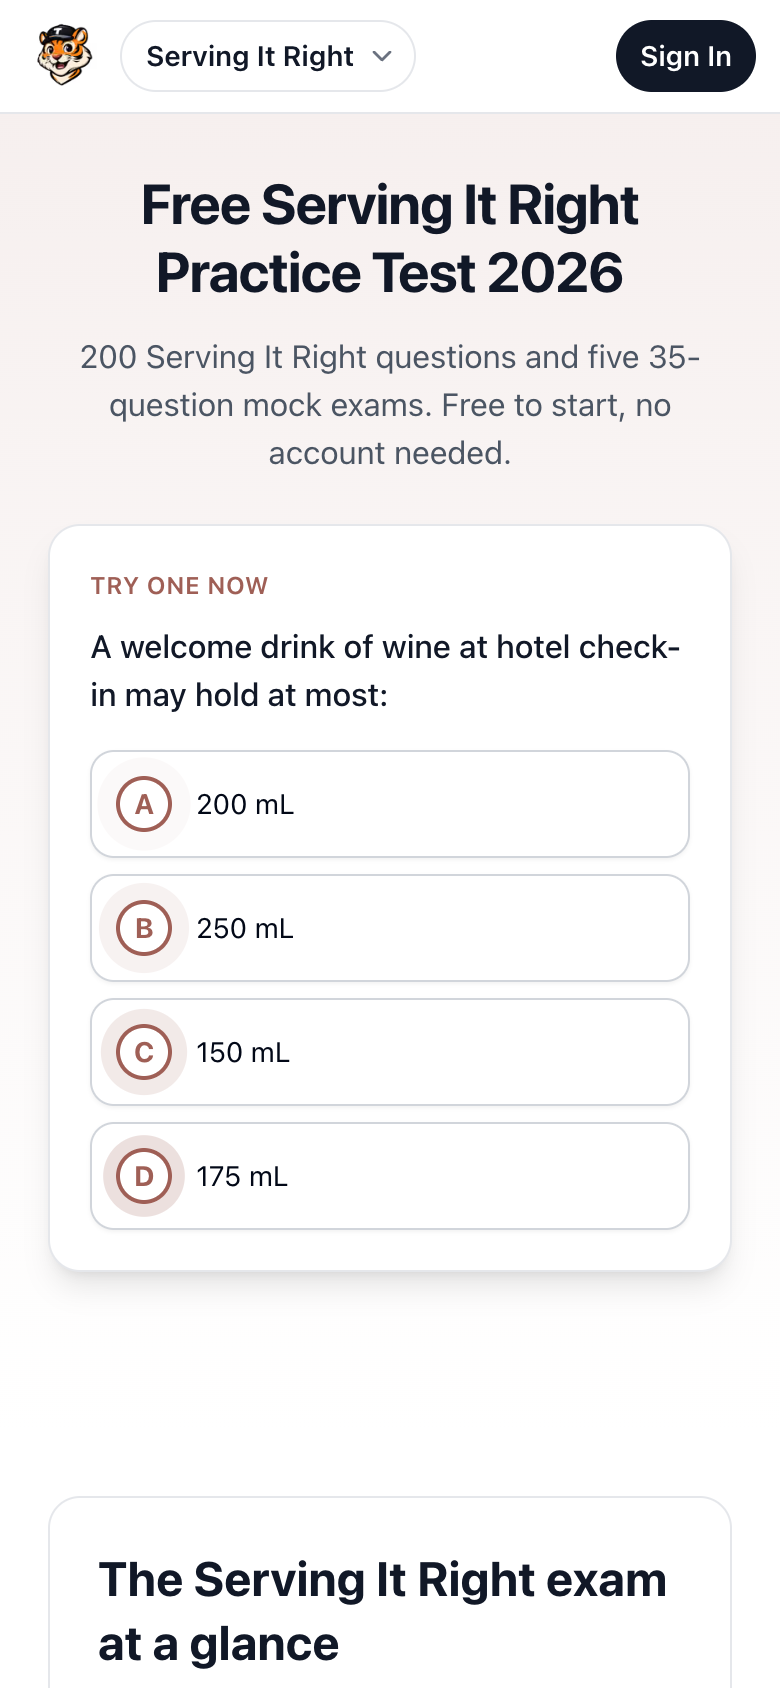 Serving It Right
Sign In
Free Serving It Right
Practice Test 2026
200 Serving It Right questions and five 35-
question mock exams. Free to start, no
account needed.
TRY ONE NOW
A welcome drink of wine at hotel check-
in may hold at most:
A 200 mL
B 250 mL
C 150 mL
D 175 mL
The Serving It Right exam
at a glance